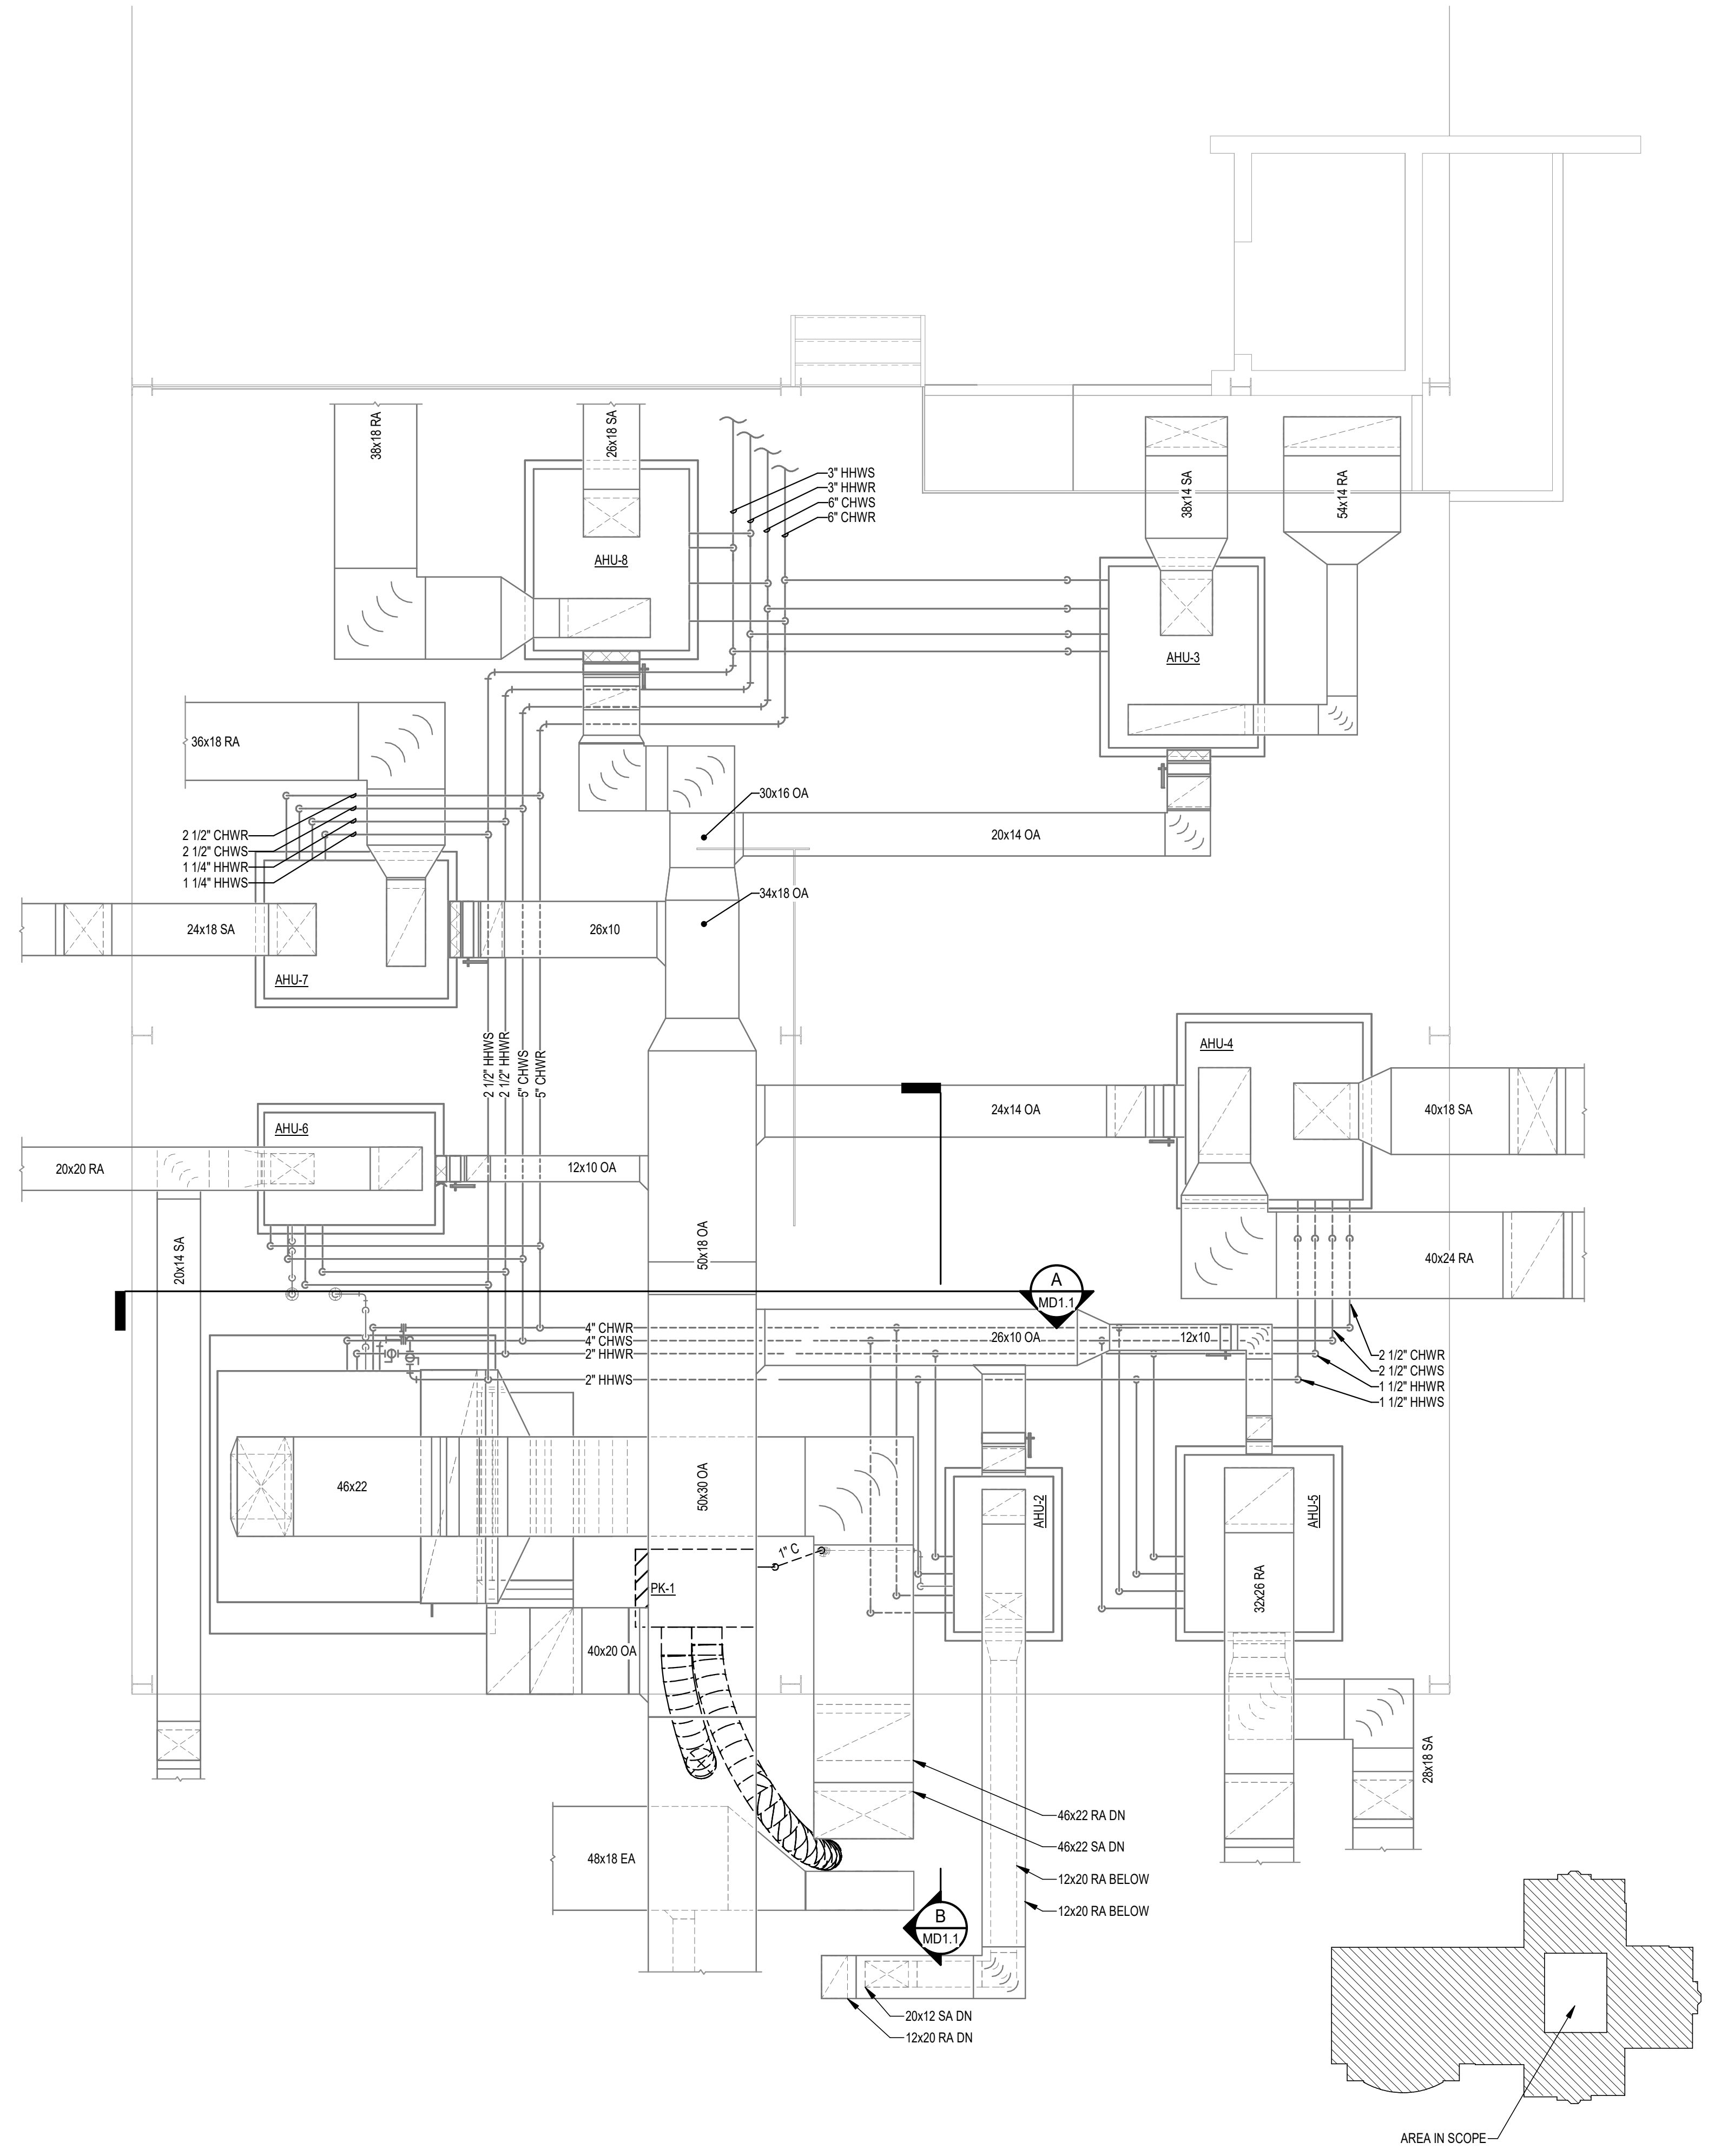 38x18 RA
26x18 SA
3" HHWS
3" HHWR
6" CHWS
6" CHWR
38x14 SA
54x14 RA
AHU-8
AHU-3
36x18 RA
30x16 OA
20x14 OA
2 1/2" CHWR
2 1/2" CHWS
1 1/4" HHWR
1 1/4" HHWS
34x18 OA
24x18 SA
26x10
AHU-7
2 1/2" HHWS
2 1/2" HHWR
5" CHWS
5" CHWR
AHU-4
24x14 OA
40x18 SA
AHU-6
20x20 RA
12x10 OA
20x14 SA
50x18 OA
40x24 RA
A
MD1.1
4" CHWR
4" CHWS
2" HHWR
2" HHWS
26x10 OA
12x10
2 1/2" CHWR
2 1/2" CHWS
1 1/2" HHWR
1 1/2" HHWS
46x22
50x30 OA
AHU-2
AHU-5
1" C
PK-1
32x26 RA
40x20 OA
28x18 SA
46x22 RA DN
46x22 SA DN
48x18 EA
12x20 RA BELOW
12x20 RA BELOW
B
MD1.1
20x12 SA DN
12x20 RA DN
AREA IN SCOPE